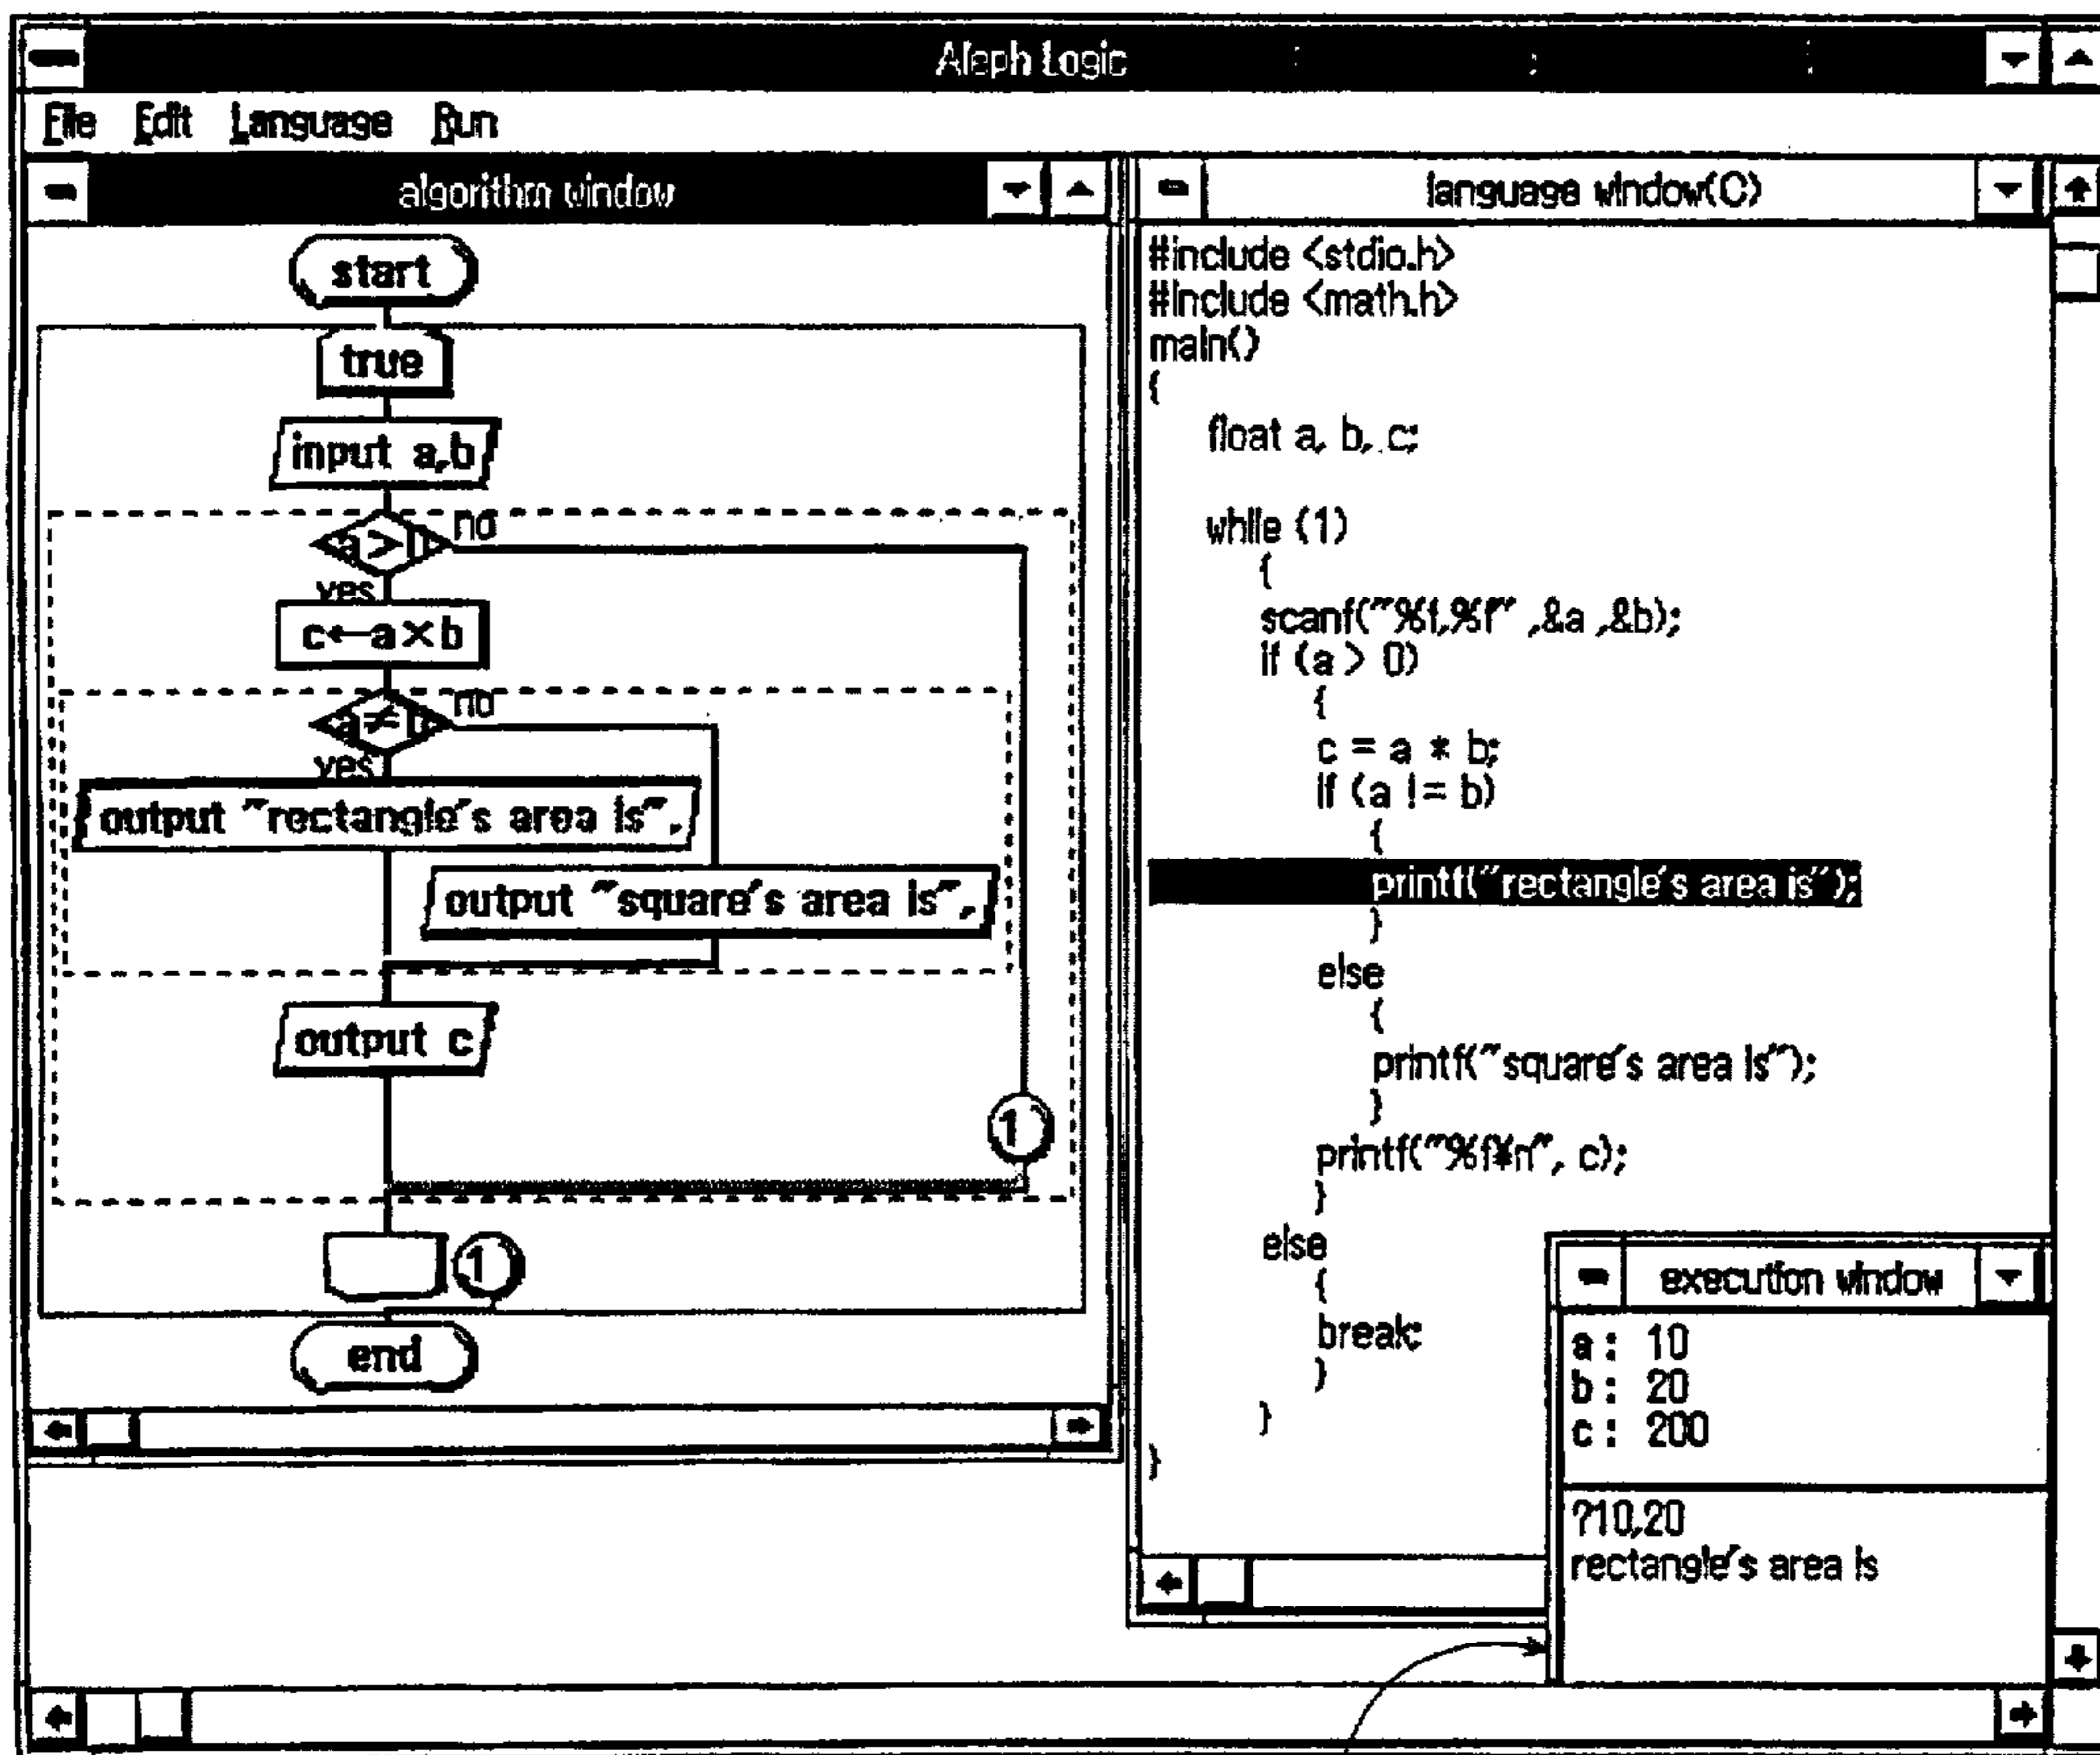 Aleph Logic
File Edit Language Run
algorithm window
start
true
input a,b
no
yes
c←a×b
no
yes
output "rectangle's area is",
output "square's area is",
output c
1
1
end
language window(C)
#include <stdio.h>
#include <math.h>
main()
{
float a, b, c;
while (1)
{
scanf("%f,%f" ,&a ,&b);
if (a > 0)
{
c = a * b;
if (a != b)
{
printf("rectangle's area is");
}
else
{
printf("square's area is");
}
printf("%f¥n", c);
}
else
{
break;
}
}
}
execution window
a : 10
b : 20
c : 200
?10,20
rectangle's area is